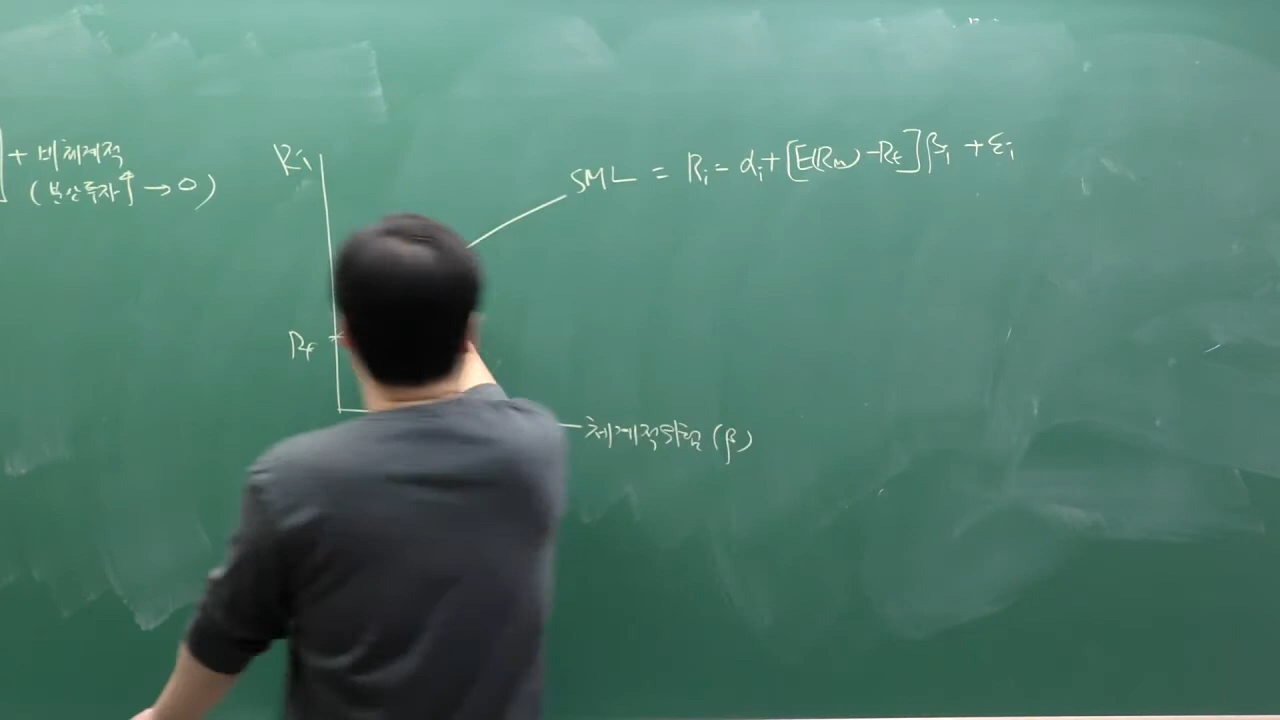 + 비체계적
(분산투자↑ → 0)
Ri
SML = Ri = αi + [E(Rm) - Rf]βi + εi
Rf
체계적위험 (β)